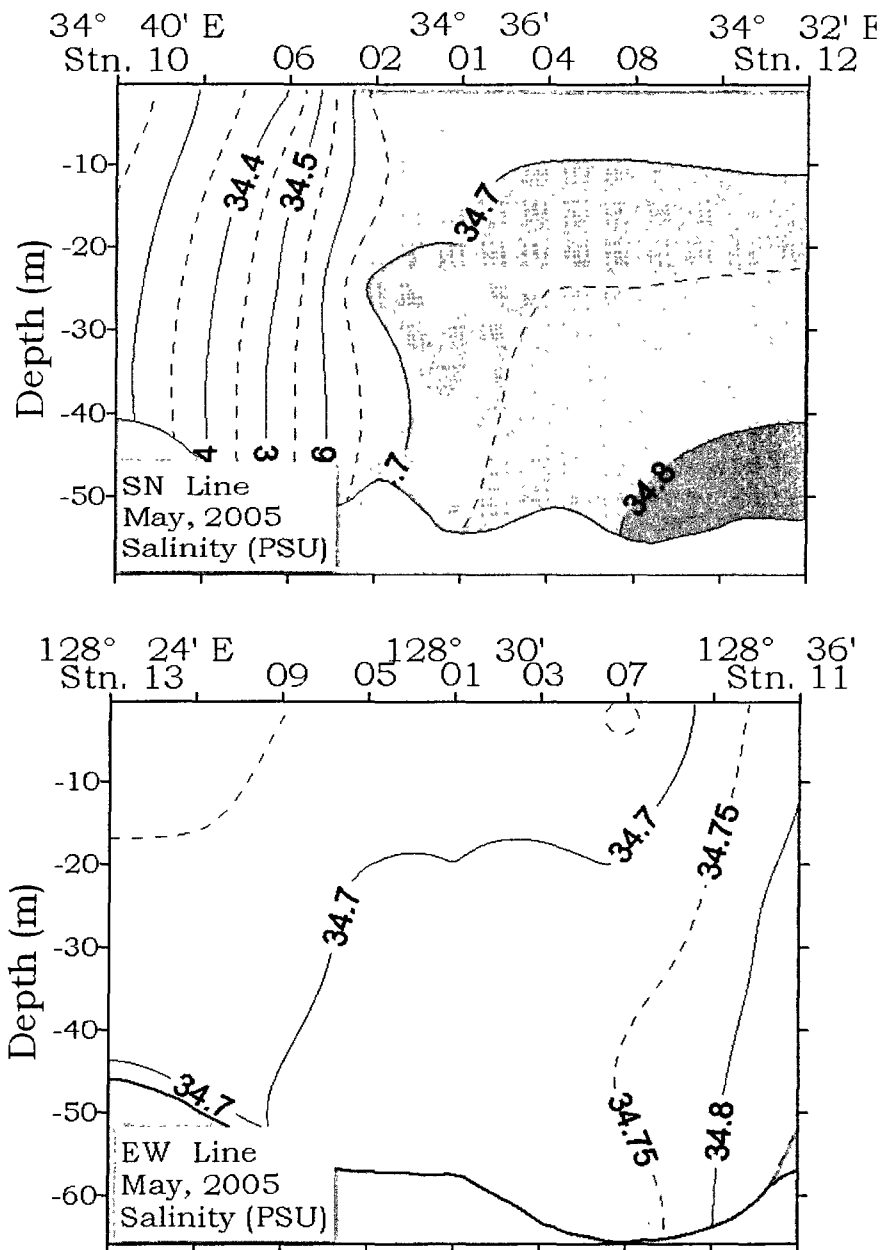 34° 40' E 34° 36' 34° 32' E
Stn. 10 06 02 01 04 08 Stn. 12
-10
-20
-30
-40
-50
Depth (m)
34.4
34.5
34.7
4
3
6
.7
34.8
SN Line
May, 2005
Salinity (PSU)
128° 24' E 128° 30' 128° 36'
Stn. 13 09 05 01 03 07 Stn. 11
-10
-20
-30
-40
-50
-60
Depth (m)
34.7
34.7
34.75
34.7
34.75
34.8
EW Line
May, 2005
Salinity (PSU)